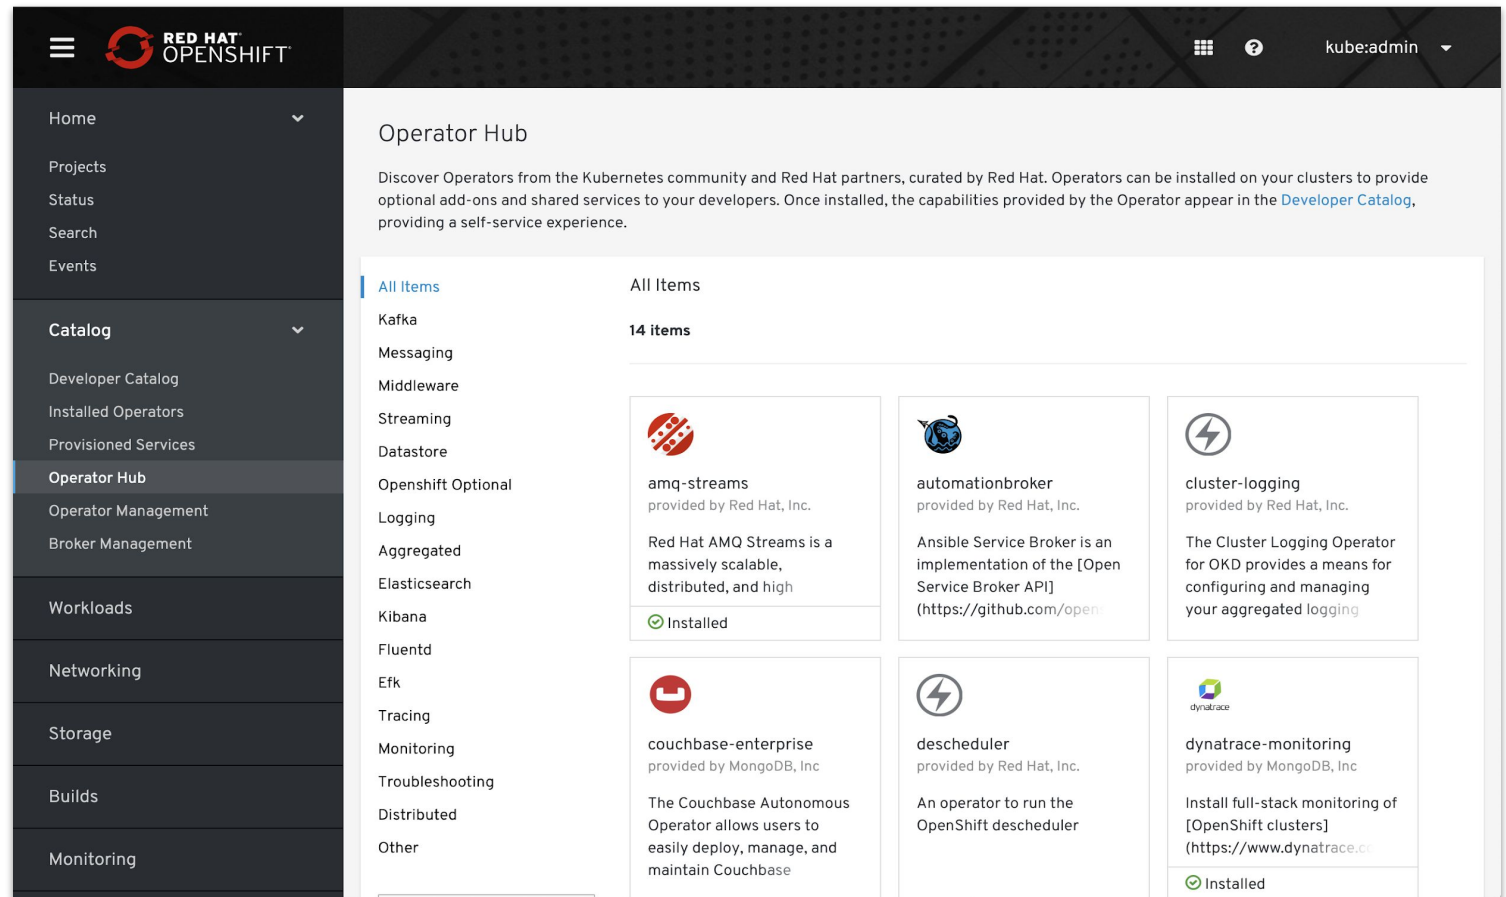 RED HAT
OPENSHIFT
kube:admin
Home
Projects
Status
Search
Events
Catalog
Developer Catalog
Installed Operators
Provisioned Services
Operator Hub
Operator Management
Broker Management
Workloads
Networking
Storage
Builds
Monitoring
Operator Hub
Discover Operators from the Kubernetes community and Red Hat partners, curated by Red Hat. Operators can be installed on your clusters to provide
optional add-ons and shared services to your developers. Once installed, the capabilities provided by the Operator appear in the Developer Catalog,
providing a self-service experience.
All Items
Kafka
Messaging
Middleware
Streaming
Datastore
Openshift Optional
Logging
Aggregated
Elasticsearch
Kibana
Fluentd
Efk
Tracing
Monitoring
Troubleshooting
Distributed
Other
All Items
14 items
amq-streams
provided by Red Hat, Inc.
Red Hat AMQ Streams is a
massively scalable,
distributed, and high
Installed
automationbroker
provided by Red Hat, Inc.
Ansible Service Broker is an
implementation of the [Open
Service Broker API]
(https://github.com/open
cluster-logging
provided by Red Hat, Inc.
The Cluster Logging Operator
for OKD provides a means for
configuring and managing
your aggregated logging
couchbase-enterprise
provided by MongoDB, Inc
The Couchbase Autonomous
Operator allows users to
easily deploy, manage, and
maintain Couchbase
descheduler
provided by Red Hat, Inc.
An operator to run the
OpenShift descheduler
dynatrace
dynatrace-monitoring
provided by MongoDB, Inc
Install full-stack monitoring of
[OpenShift clusters]
(https://www.dynatrace.co
Installed